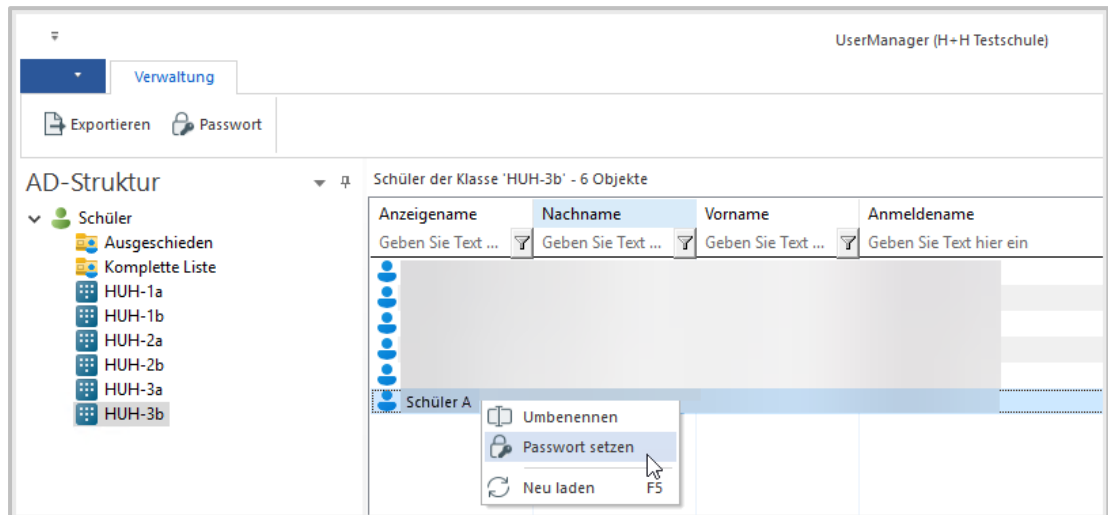 UserManager (H+H Testschule)
Verwaltung
Exportieren Passwort
AD-Struktur
Schüler
Ausgeschieden
Komplette Liste
HUH-1a
HUH-1b
HUH-2a
HUH-2b
HUH-3a
HUH-3b
Schüler der Klasse 'HUH-3b' - 6 Objekte
Anzeigename Nachname Vorname Anmeldename
Geben Sie Text ... Geben Sie Text ... Geben Sie Text ... Geben Sie Text hier ein
Schüler A
Umbenennen
Passwort setzen
Neu laden F5